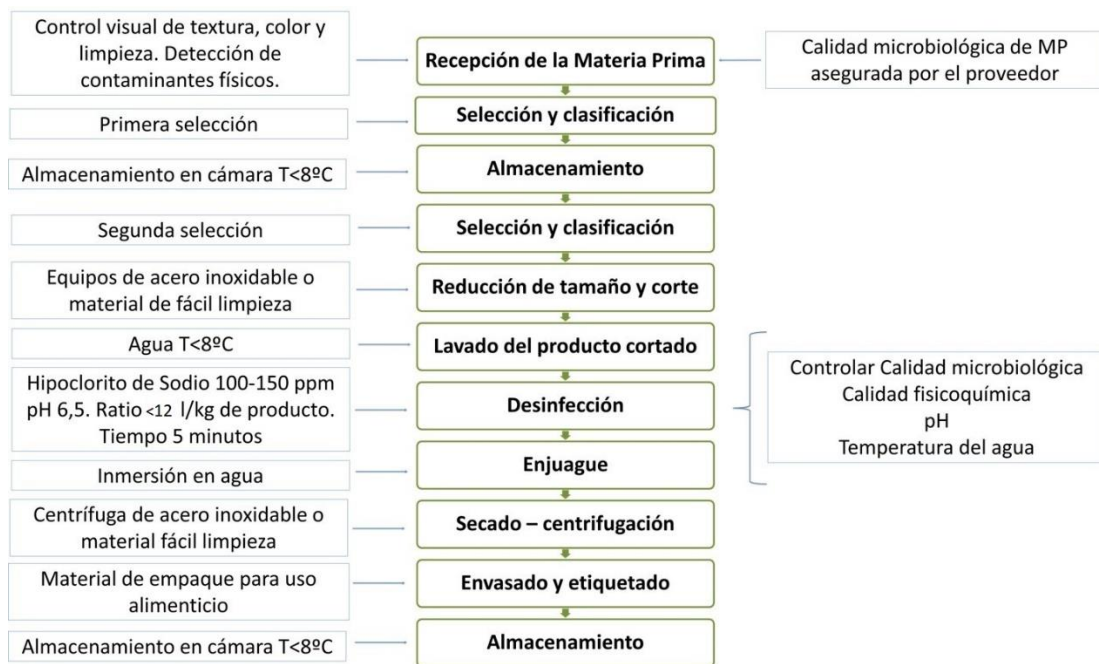 Control visual de textura, color y
limpieza. Detección de
contaminantes físicos.
Recepción de la Materia Prima
Calidad microbiológica de MP
asegurada por el proveedor
Primera selección
Selección y clasificación
Almacenamiento en cámara T<8ºC
Almacenamiento
Segunda selección
Selección y clasificación
Equipos de acero inoxidable o
material de fácil limpieza
Reducción de tamaño y corte
Agua T<8ºC
Lavado del producto cortado
Hipoclorito de Sodio 100-150 ppm
pH 6,5. Ratio <12 l/kg de producto.
Tiempo 5 minutos
Desinfección
Controlar Calidad microbiológica
Calidad fisicoquímica
pH
Temperatura del agua
Inmersión en agua
Enjuague
Centrífuga de acero inoxidable o
material fácil limpieza
Secado – centrifugación
Material de empaque para uso
alimenticio
Envasado y etiquetado
Almacenamiento en cámara T<8ºC
Almacenamiento